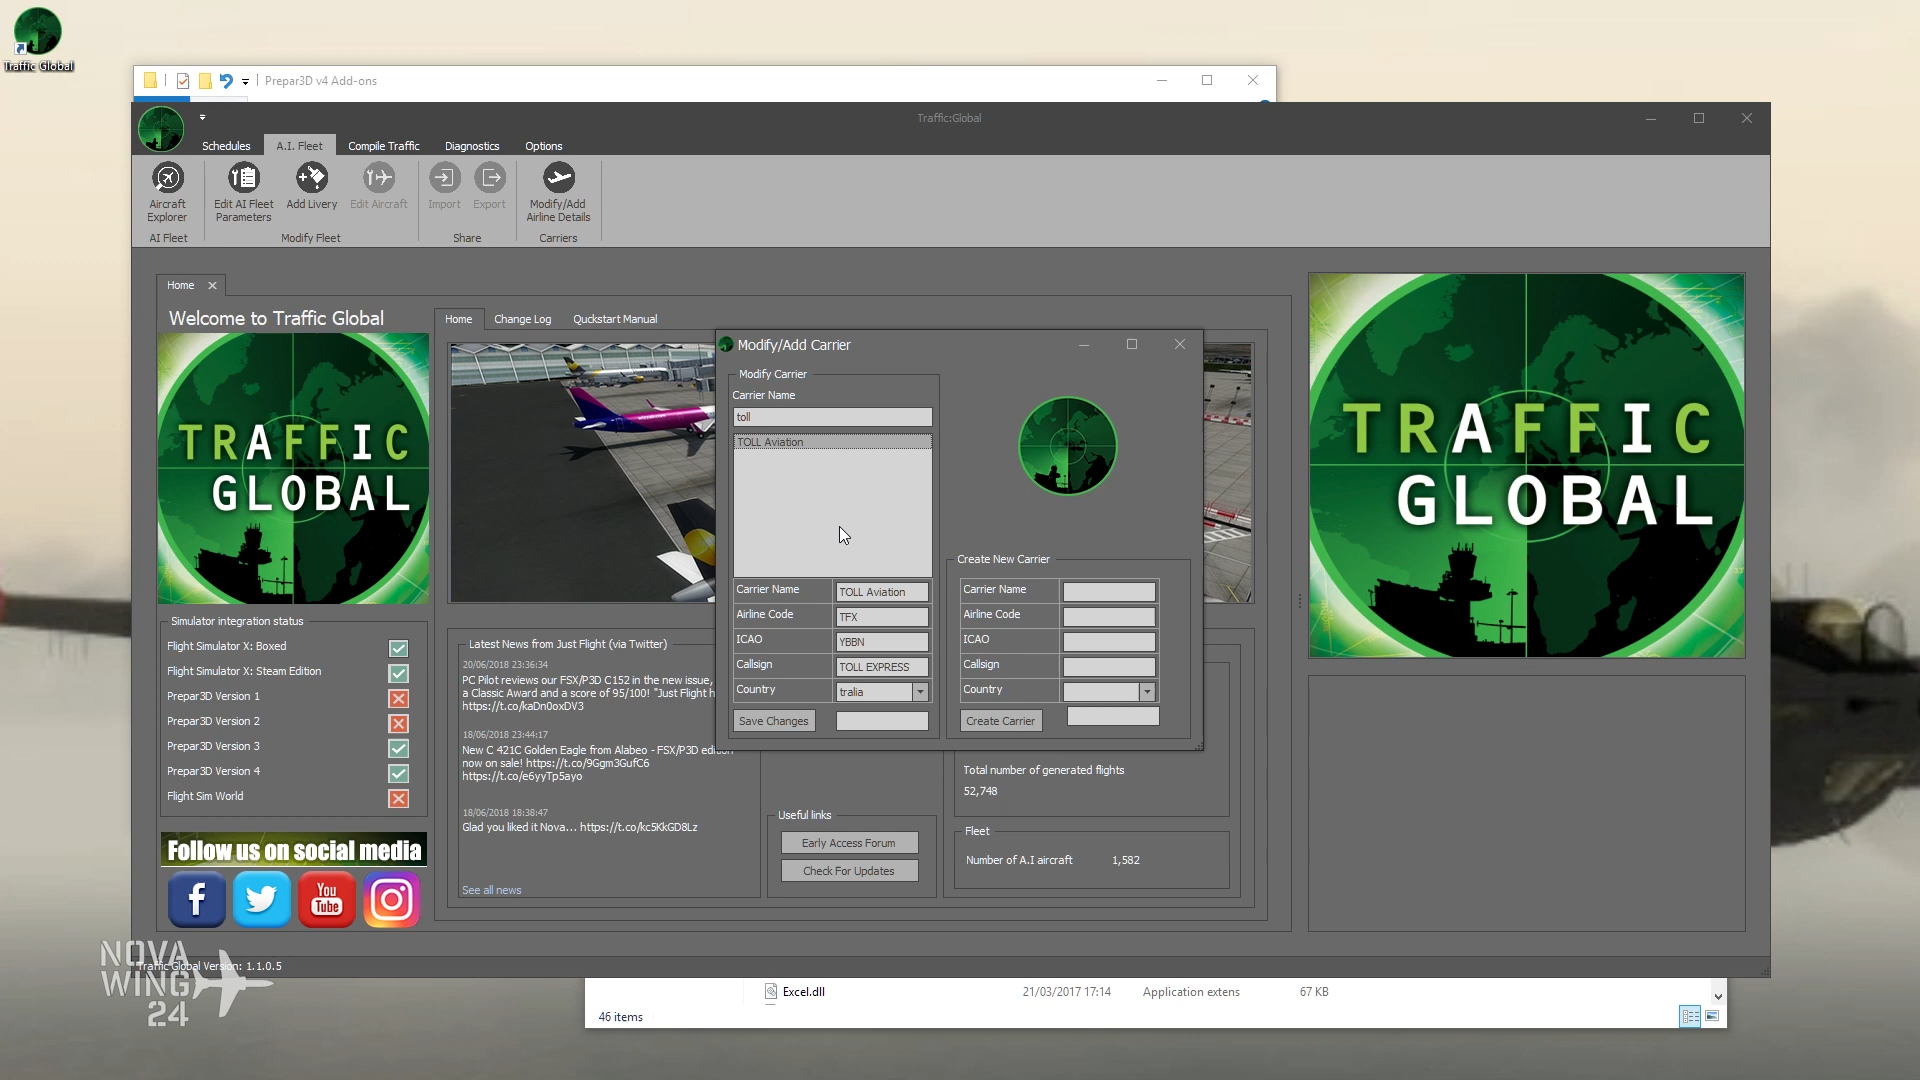 Traffic Global
Prepar3D v4 Add-ons
Traffic:Global
Schedules
A.I. Fleet
Compile Traffic
Diagnostics
Options
Aircraft Explorer
Edit AI Fleet Parameters
Add Livery
Edit Aircraft
Import
Export
Modify/Add Airline Details
AI Fleet
Modify Fleet
Share
Carriers
Home
Welcome to Traffic Global
TRAFFIC
GLOBAL
Home
Change Log
Quckstart Manual
Modify/Add Carrier
Modify Carrier
Carrier Name
toll
TOLL Aviation
Carrier Name
TOLL Aviation
Airline Code
TFX
ICAO
YBBN
Callsign
TOLL EXPRESS
Country
tralia
Save Changes
Create New Carrier
Carrier Name
Airline Code
ICAO
Callsign
Country
Create Carrier
TRAFFIC
GLOBAL
Simulator integration status
Flight Simulator X: Boxed
Flight Simulator X: Steam Edition
Prepar3D Version 1
Prepar3D Version 2
Prepar3D Version 3
Prepar3D Version 4
Flight Sim World
Follow us on social media
You
Tube
Latest News from Just Flight (via Twitter)
20/06/2018 23:36:34
PC Pilot reviews our FSX/P3D C152 in the new issue,
a Classic Award and a score of 95/100! "Just Flight h
https://t.co/kaDn0oxDV3
18/06/2018 23:44:17
New C 421C Golden Eagle from Alabeo - FSX/P3D edition
now on sale! https://t.co/9Ggm3GufC6
https://t.co/e6yyTp5ayo
18/06/2018 18:38:47
Glad you liked it Nova... https://t.co/kc5KkGD8Lz
See all news
Useful links
Early Access Forum
Check For Updates
Total number of generated flights
52,748
Fleet
Number of A.I aircraft
1,582
Traffic Global Version: 1.1.0.5
NOVA
WING
24
Excel.dll
21/03/2017 17:14
Application extens
67 KB
46 items